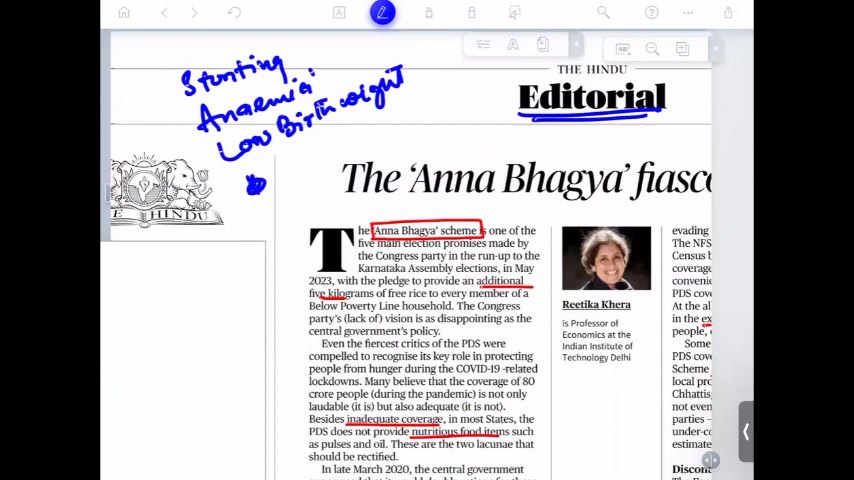 Stunting
Anaemia
Low Birth weight
THE HINDU
Editorial
E HINDU
The 'Anna Bhagya' fiasco
The 'Anna Bhagya' scheme is one of the
five main election promises made by
the Congress party in the run-up to the
Karnataka Assembly elections, in May
2023, with the pledge to provide an additional
five kilograms of free rice to every member of a
Below Poverty Line household. The Congress
party's (lack of) vision is as disappointing as the
central government's policy.
Even the fiercest critics of the PDS were
compelled to recognise its key role in protecting
people from hunger during the COVID-19 -related
lockdowns. Many believe that the coverage of 80
crore people (during the pandemic) is not only
laudable (it is) but also adequate (it is not).
Besides inadequate coverage, in most States, the
PDS does not provide nutritious food items such
as pulses and oil. These are the two lacunae that
should be rectified.
In late March 2020, the central government
Reetika Khera
is Professor of
Economics at the
Indian Institute of
Technology Delhi
evading
The NFS
Census b
coverage
convenie
PDS cove
At the al
in the ex
people,
Some
PDS cove
Scheme
local pro
Chhattis
not even
parties –
under-co
estimate
Discon